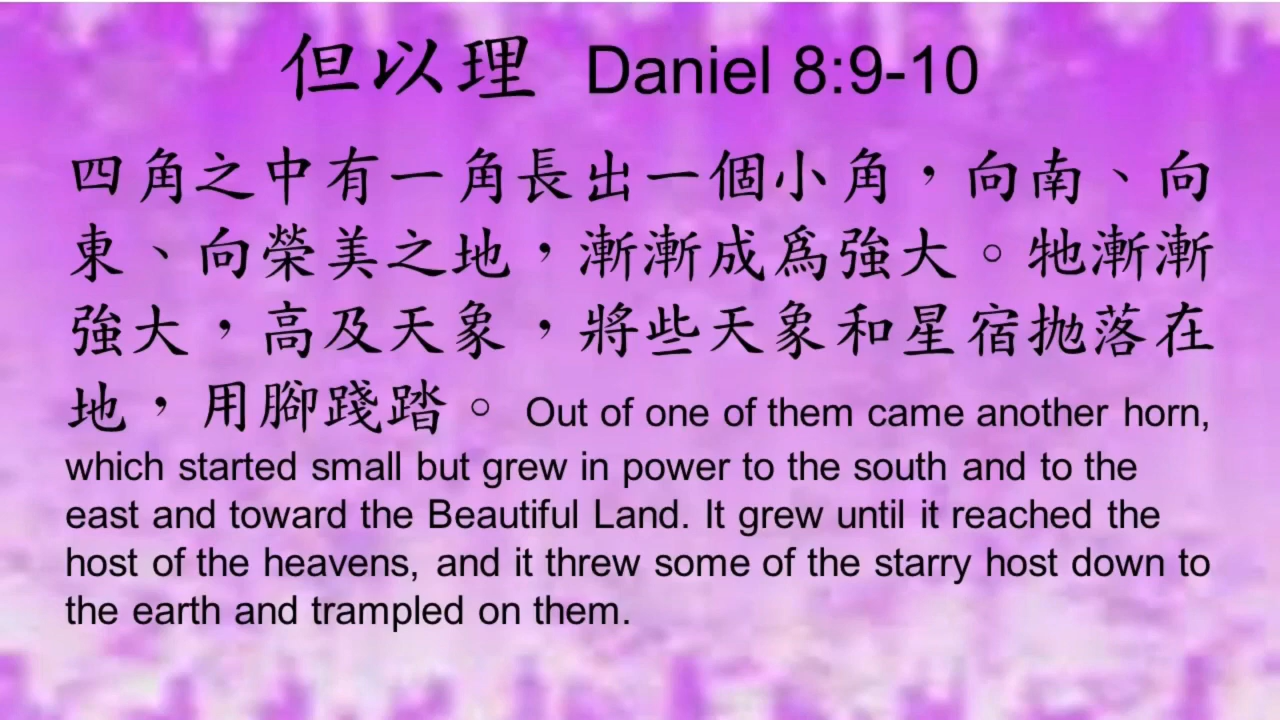 但以理 Daniel 8:9-10
四角之中有一角長出一個小角，向南、向
東、向榮美之地，漸漸成爲強大。牠漸漸
強大，高及天象，將些天象和星宿拋落在
地，用腳踐踏。 Out of one of them came another horn,
which started small but grew in power to the south and to the
east and toward the Beautiful Land. It grew until it reached the
host of the heavens, and it threw some of the starry host down to
the earth and trampled on them.